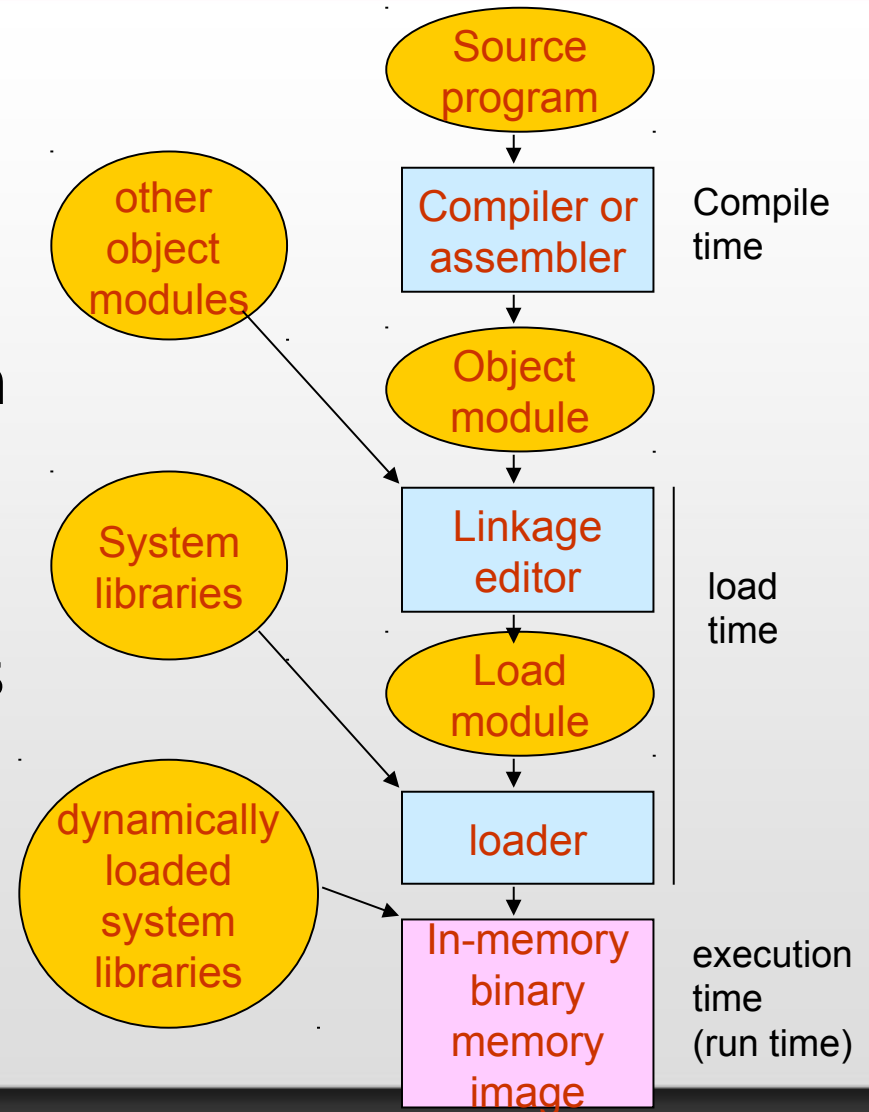 Source
program
other
object
modules
Compiler or
assembler
Compile
time
Object
module
System
libraries
Linkage
editor
load
time
Load
module
dynamically
loaded
system
libraries
loader
In-memory
binary
memory
image
execution
time
(run time)